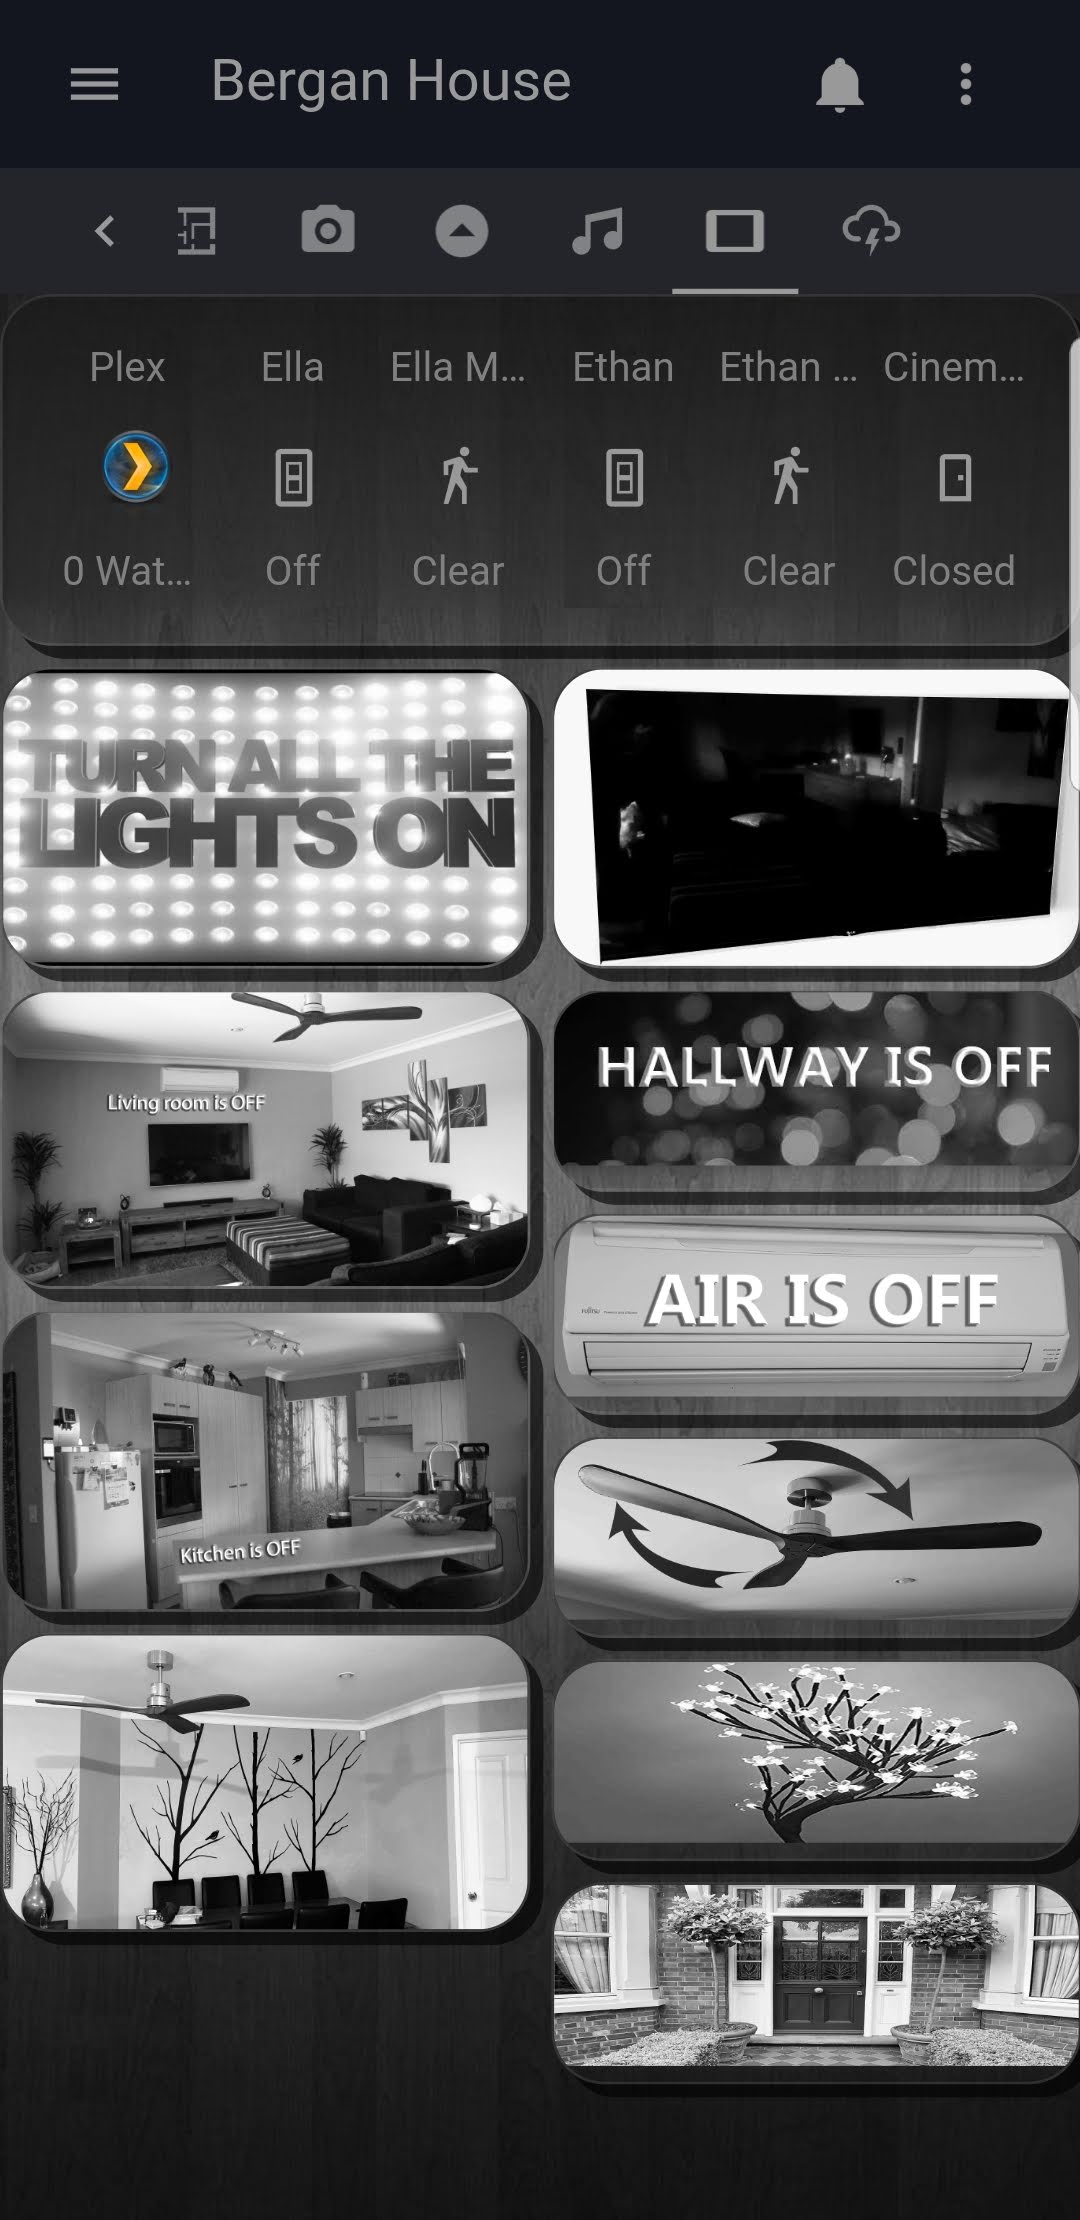 Bergan House
Plex
Ella
Ella M...
Ethan
Ethan ...
Cinem...
0 Wat...
Off
Clear
Off
Clear
Closed
TURN ALL THE
LIGHTS ON
Living room is OFF
HALLWAY IS OFF
FUJITSU
AIR IS OFF
Kitchen is OFF